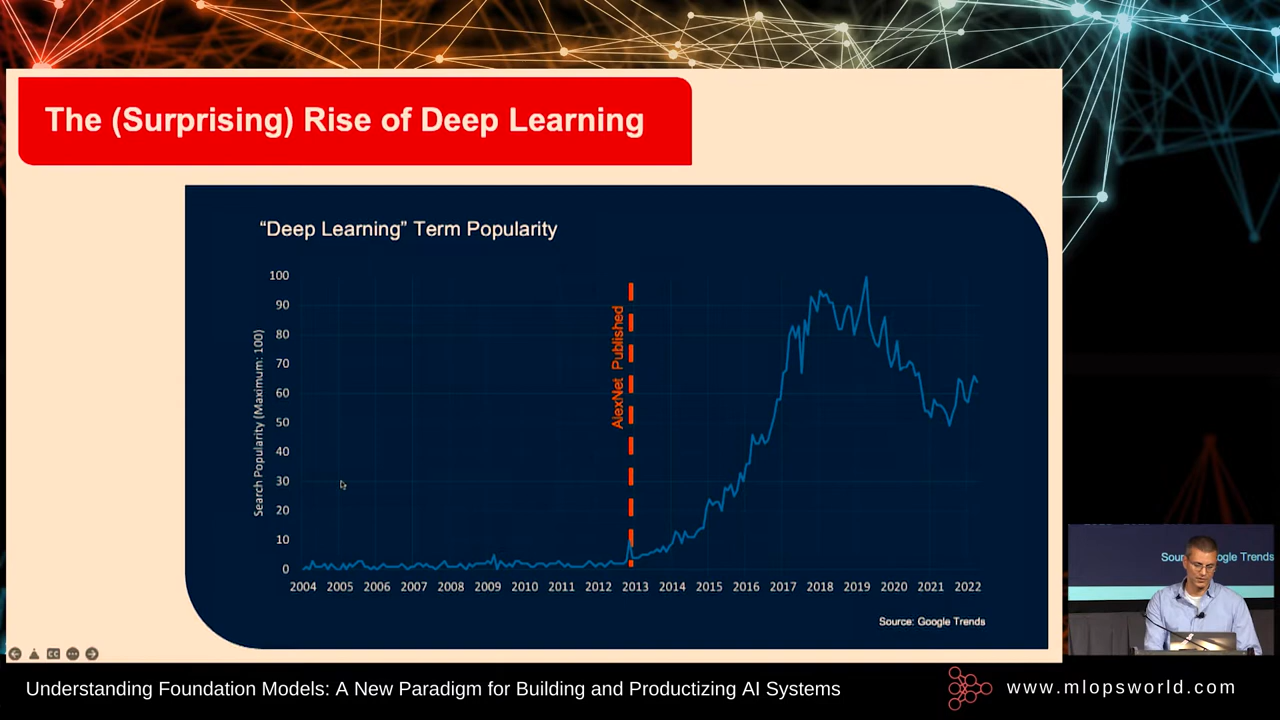 The (Surprising) Rise of Deep Learning
“Deep Learning” Term Popularity
Search Popularity (Maximum: 100)
100
90
80
70
60
50
40
30
20
10
0
AlexNet Published
2004 2005 2006 2007 2008 2009 2010 2011 2012 2013 2014 2015 2016 2017 2018 2019 2020 2021 2022
Source: Google Trends
CC
Understanding Foundation Models: A New Paradigm for Building and Productizing AI Systems
www.mlopsworld.com